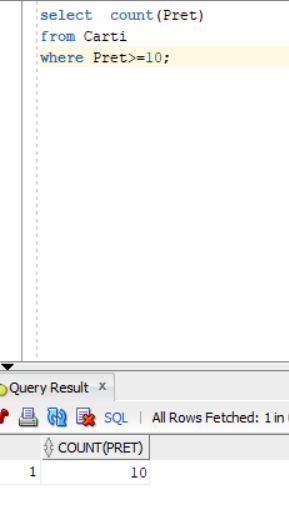 select  count(Pret)
from Carti
where Pret>=10;
Query Result x
SQL | All Rows Fetched: 1 in
COUNT(PRET)
1 10